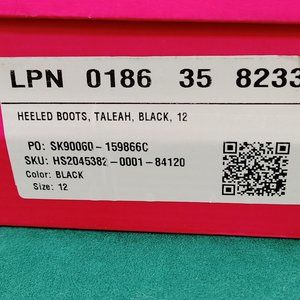 LPN 0186 35 8233
HEELED BOOTS, TALEAH, BLACK, 12
PO: SK90060-159866C
SKU: HS2045382-0001-84120
Color: BLACK
Size: 12